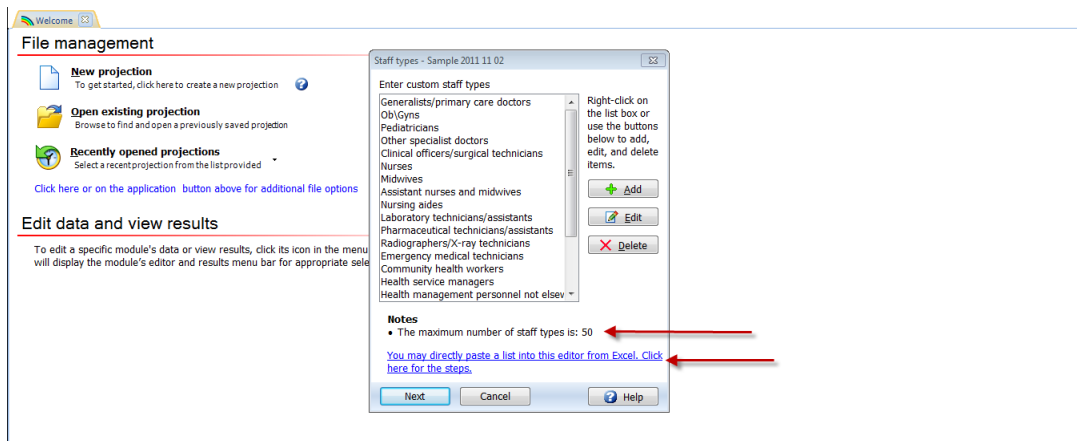 Welcome
File management
New projection
To get started, click here to create a new projection
Open existing projection
Browse to find and open a previously saved projection
Recently opened projections
Select a recent projection from the list provided
Click here or on the application button above for additional file options
Edit data and view results
To edit a specific module's data or view results, click its icon in the menu
will display the module's editor and results menu bar for appropriate sele
Staff types - Sample 2011 11 02
Enter custom staff types
Generalists/primary care doctors
Ob\Gyns
Pediatricians
Other specialist doctors
Clinical officers/surgical technicians
Nurses
Midwives
Assistant nurses and midwives
Nursing aides
Laboratory technicians/assistants
Pharmaceutical technicians/assistants
Radiographers/X-ray technicians
Emergency medical technicians
Community health workers
Health service managers
Health management personnel not elsev
Right-click on
the list box or
use the buttons
below to add,
edit, and delete
items.
Add
Edit
Delete
Notes
• The maximum number of staff types is: 50
You may directly paste a list into this editor from Excel. Click
here for the steps.
Next
Cancel
Help